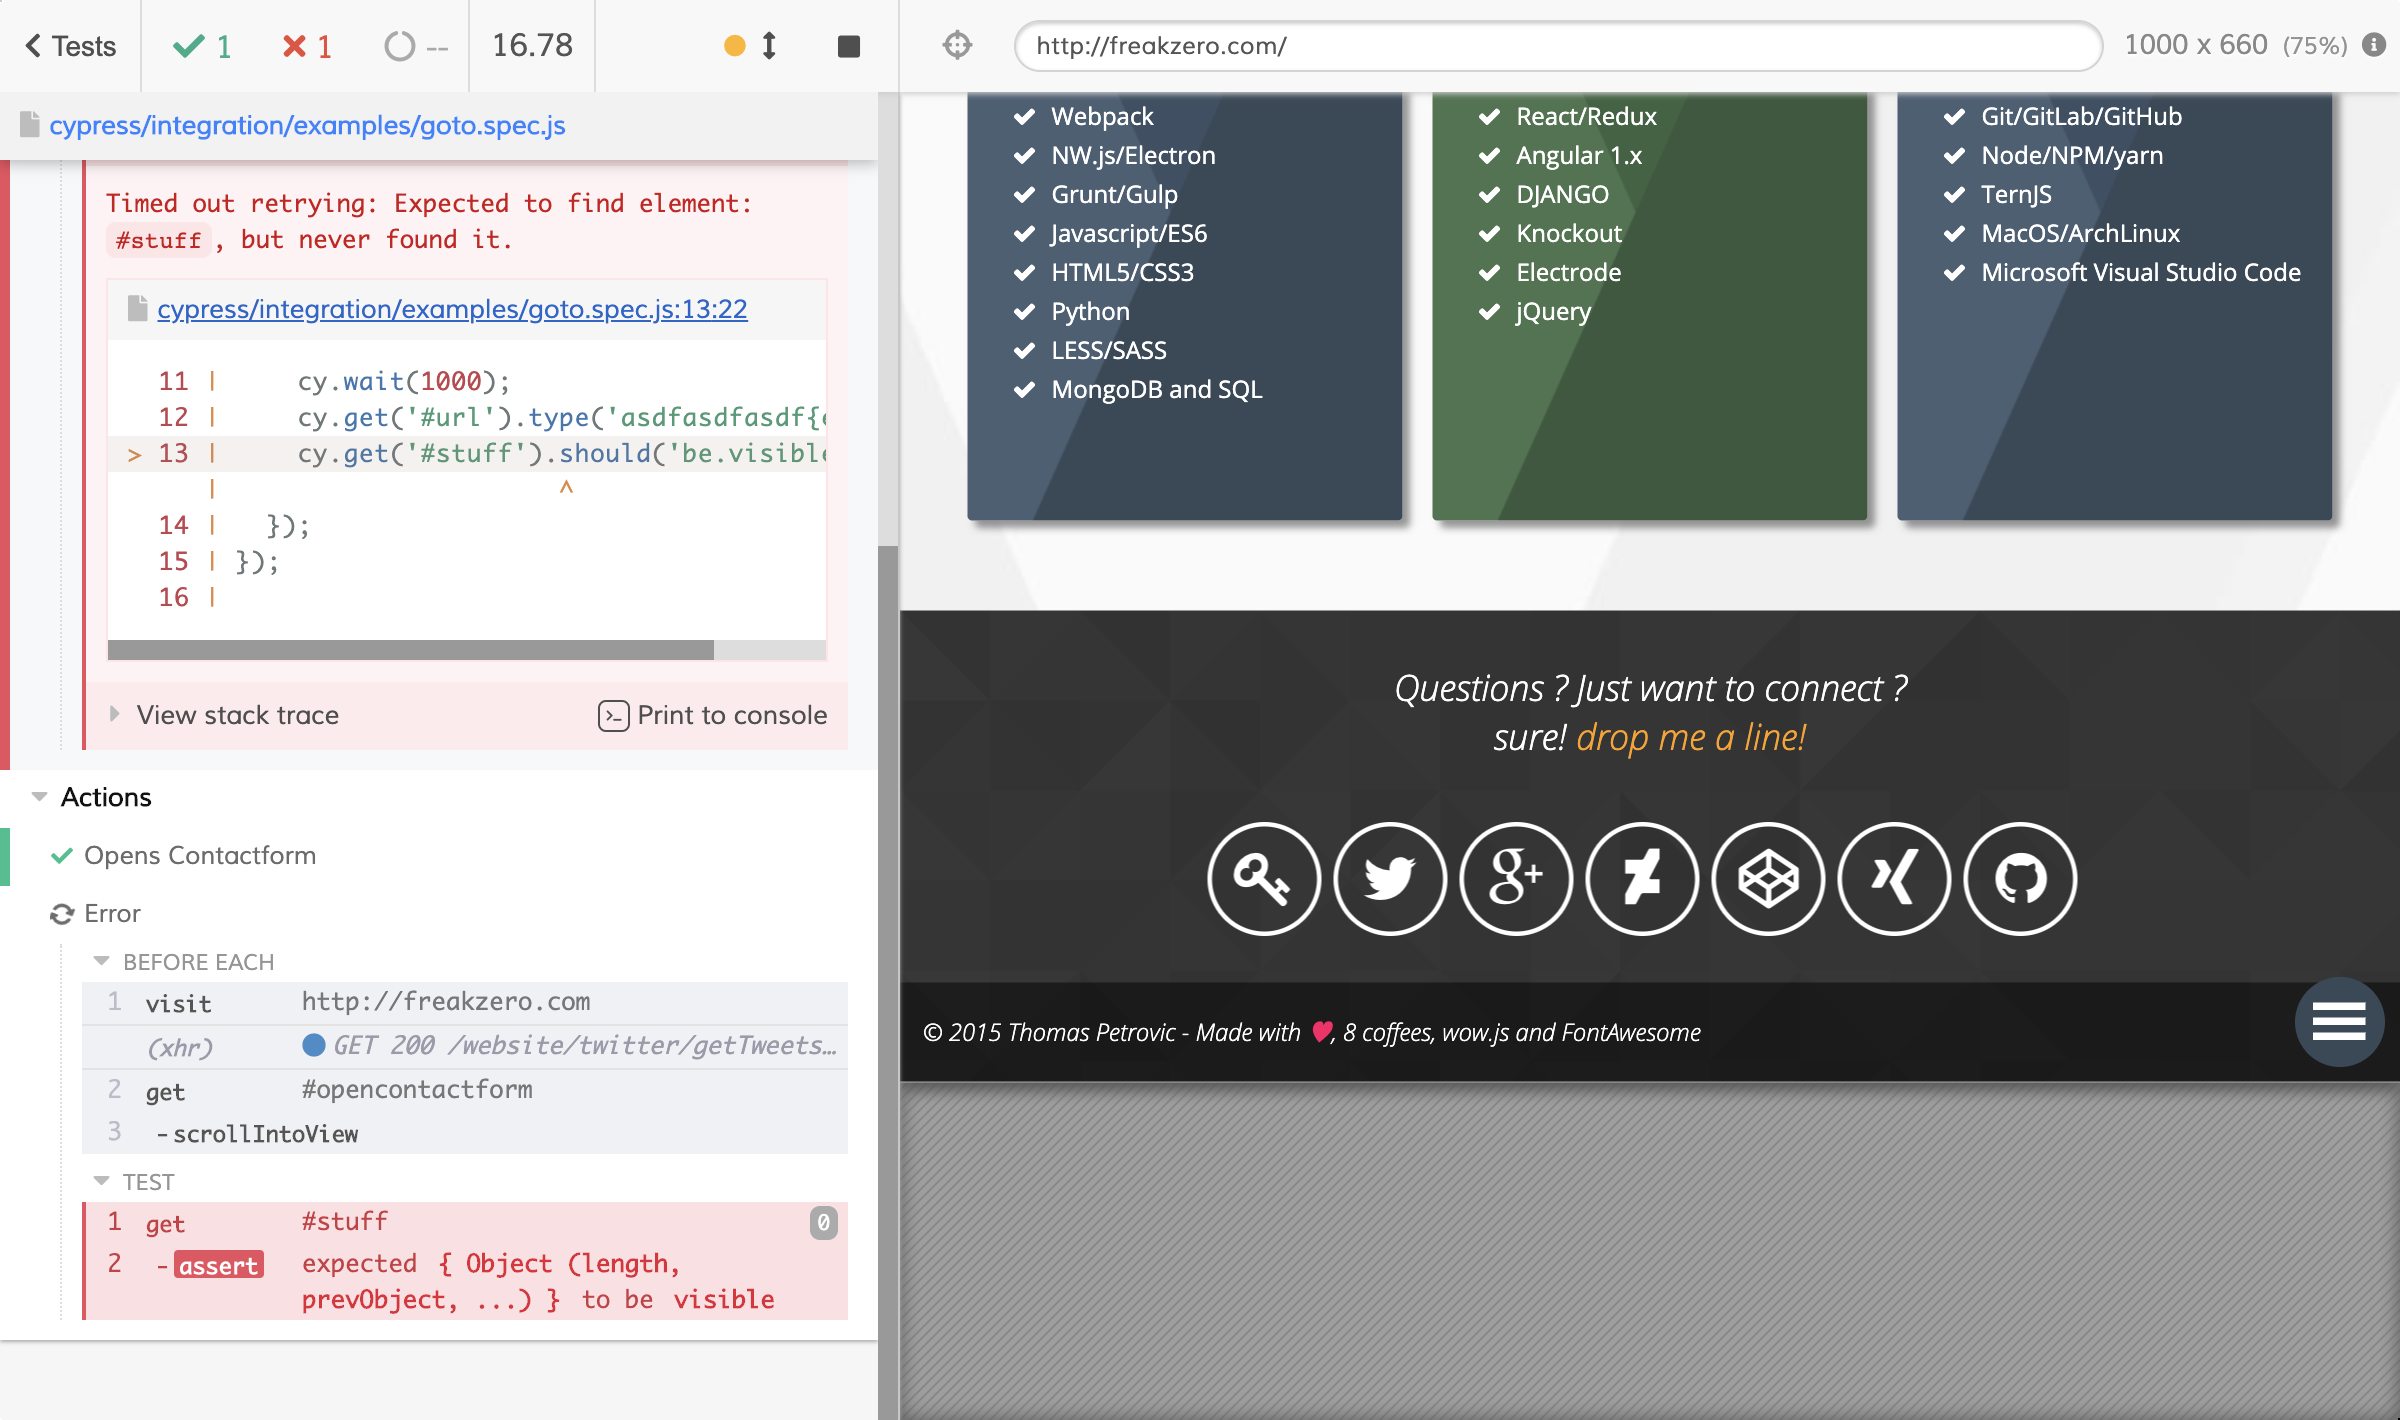 Tests
1
1
--
16.78
http://freakzero.com/
1000 x 660 (75%)
cypress/integration/examples/goto.spec.js
Timed out retrying: Expected to find element:
#stuff, but never found it.
cypress/integration/examples/goto.spec.js:13:22
11 | cy.wait(1000);
12 | cy.get('#url').type('asdfasdfasdf{
> 13 | cy.get('#stuff').should('be.visible
| ^
14 | });
15 | });
16 |
View stack trace
Print to console
Actions
Opens Contactform
Error
BEFORE EACH
1 visit http://freakzero.com
(xhr) GET 200 /website/twitter/getTweets…
2 get #opencontactform
3 -scrollIntoView
TEST
1 get #stuff 0
2 -assert expected { Object (length,
prevObject, ...) } to be visible
Webpack
NW.js/Electron
Grunt/Gulp
Javascript/ES6
HTML5/CSS3
Python
LESS/SASS
MongoDB and SQL
React/Redux
Angular 1.x
DJANGO
Knockout
Electrode
jQuery
Git/GitLab/GitHub
Node/NPM/yarn
TernJS
MacOS/ArchLinux
Microsoft Visual Studio Code
Questions ? Just want to connect ?
sure! drop me a line!
g+
© 2015 Thomas Petrovic - Made with ♥, 8 coffees, wow.js and FontAwesome